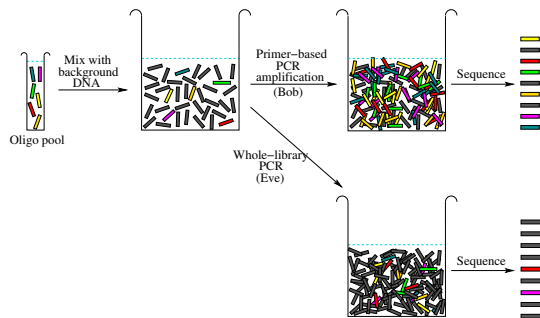 Mix with
background
DNA
Oligo pool
Primer-based
PCR
amplification
(Bob)
Sequence
Whole-library
PCR
(Eve)
Sequence